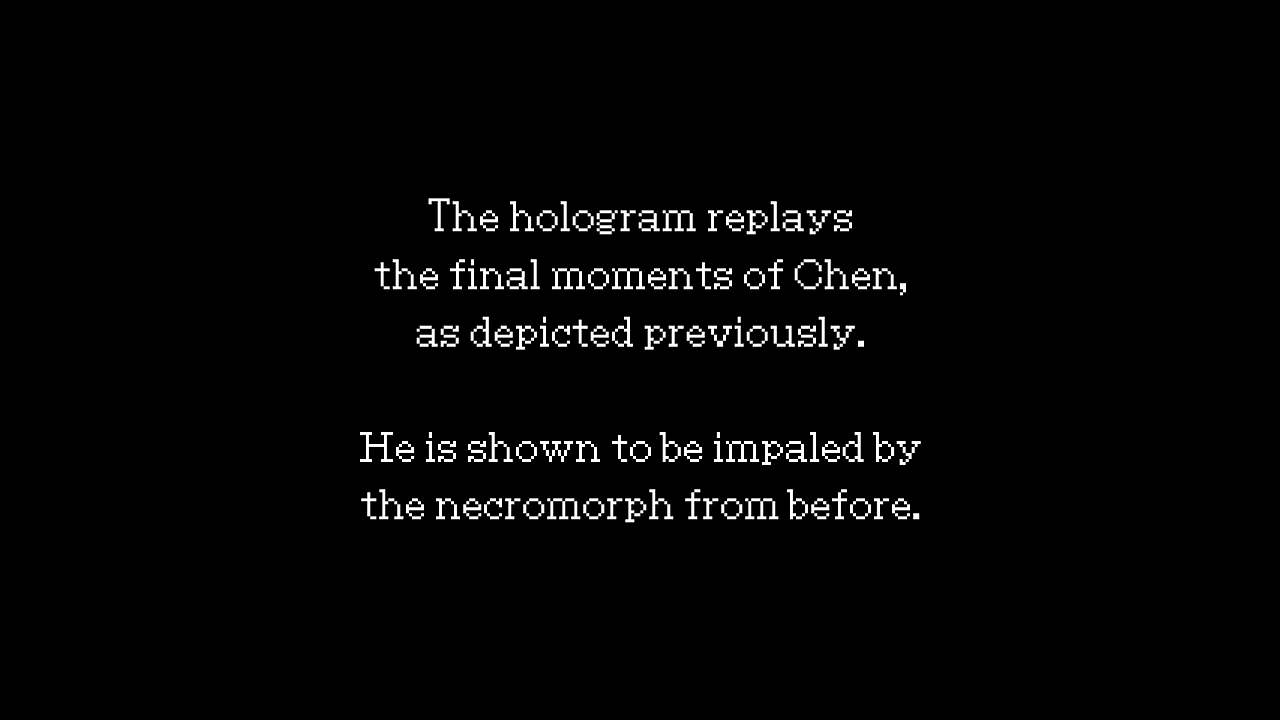 The hologram replays
the final moments of Chen,
as depicted previously.
He is shown to be impaled by
the necromorph from before.